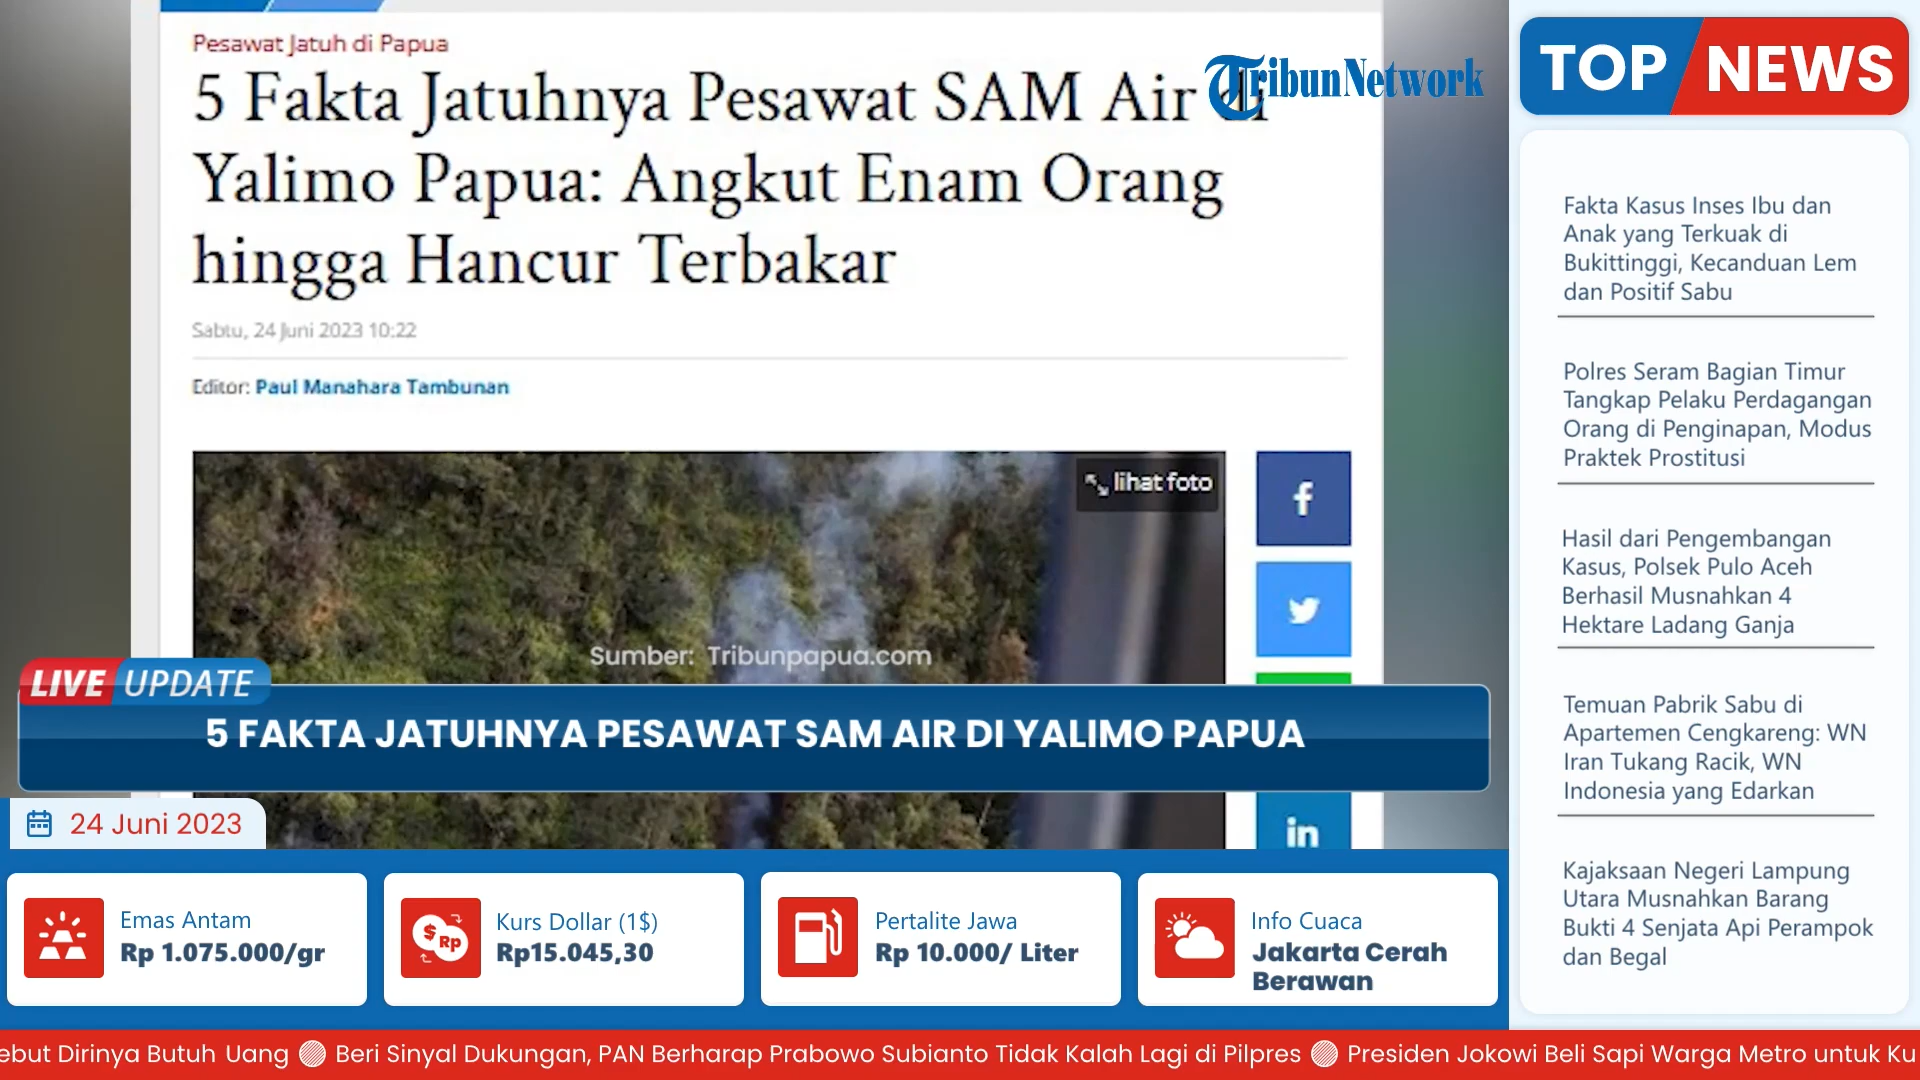 Pesawat Jatuh di Papua
5 Fakta Jatuhnya Pesawat SAM Air di
Yalimo Papua: Angkut Enam Orang
hingga Hancur Terbakar
TribunNetwork
Sabtu, 24 Juni 2023 10:22
Editor: Paul Manahara Tambunan
lihat foto
f
Sumber: Tribunpapua.com
LIVE UPDATE
5 FAKTA JATUHNYA PESAWAT SAM AIR DI YALIMO PAPUA
in
24 Juni 2023
Emas Antam
Rp 1.075.000/gr
$ Rp
Kurs Dollar (1$)
Rp15.045,30
Pertalite Jawa
Rp 10.000/ Liter
Info Cuaca
Jakarta Cerah
Berawan
TOP NEWS
Fakta Kasus Inses Ibu dan
Anak yang Terkuak di
Bukittinggi, Kecanduan Lem
dan Positif Sabu
Polres Seram Bagian Timur
Tangkap Pelaku Perdagangan
Orang di Penginapan, Modus
Praktek Prostitusi
Hasil dari Pengembangan
Kasus, Polsek Pulo Aceh
Berhasil Musnahkan 4
Hektare Ladang Ganja
Temuan Pabrik Sabu di
Apartemen Cengkareng: WN
Iran Tukang Racik, WN
Indonesia yang Edarkan
Kajaksaan Negeri Lampung
Utara Musnahkan Barang
Bukti 4 Senjata Api Perampok
dan Begal
ebut Dirinya Butuh Uang Beri Sinyal Dukungan, PAN Berharap Prabowo Subianto Tidak Kalah Lagi di Pilpres Presiden Jokowi Beli Sapi Warga Metro untuk Ku